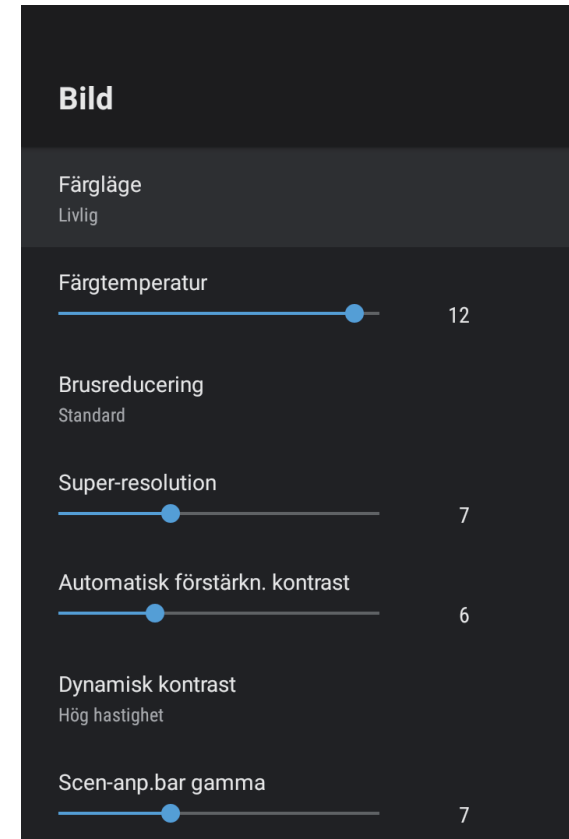 Bild
Färgläge
Livlig
Färgtemperatur
12
Brusreducering
Standard
Super-resolution
7
Automatisk förstärkn. kontrast
6
Dynamisk kontrast
Hög hastighet
Scen-anp.bar gamma
7